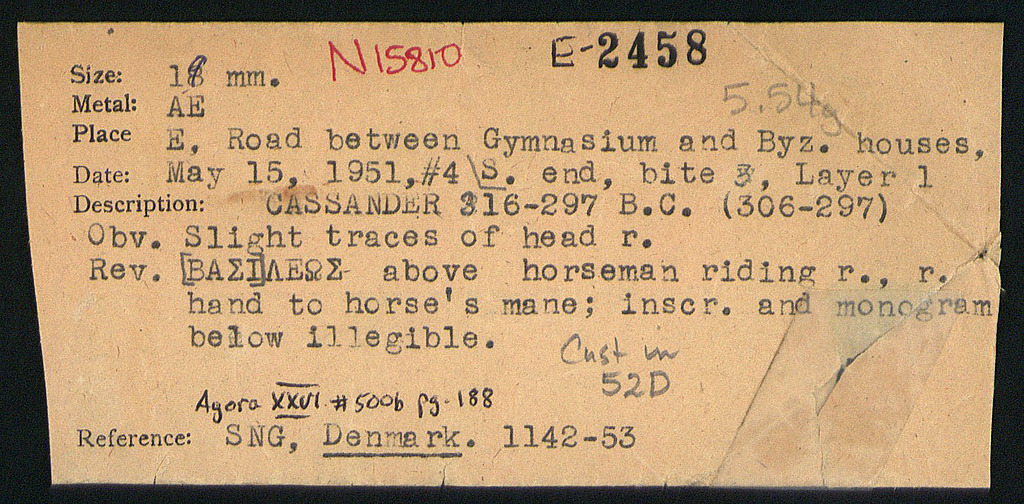 N15810 E-2458
Size: 18 mm.
5.54g
Metal: AE
Place E, Road between Gymnasium and Byz. houses,
Date: May 15, 1951, #4 \S. end, bite 3, Layer 1
Description: CASSANDER 316-297 B.C. (306-297)
Obv. Slight traces of head r.
Rev. [ΒΑΣΙ]ΛΕΩΣ above horseman riding r., r.
hand to horse's mane; inscr. and monogram
below illegible.
Cast in
52D
Agora XXVI #500b pg. 188
Reference: SNG, Denmark. 1142-53